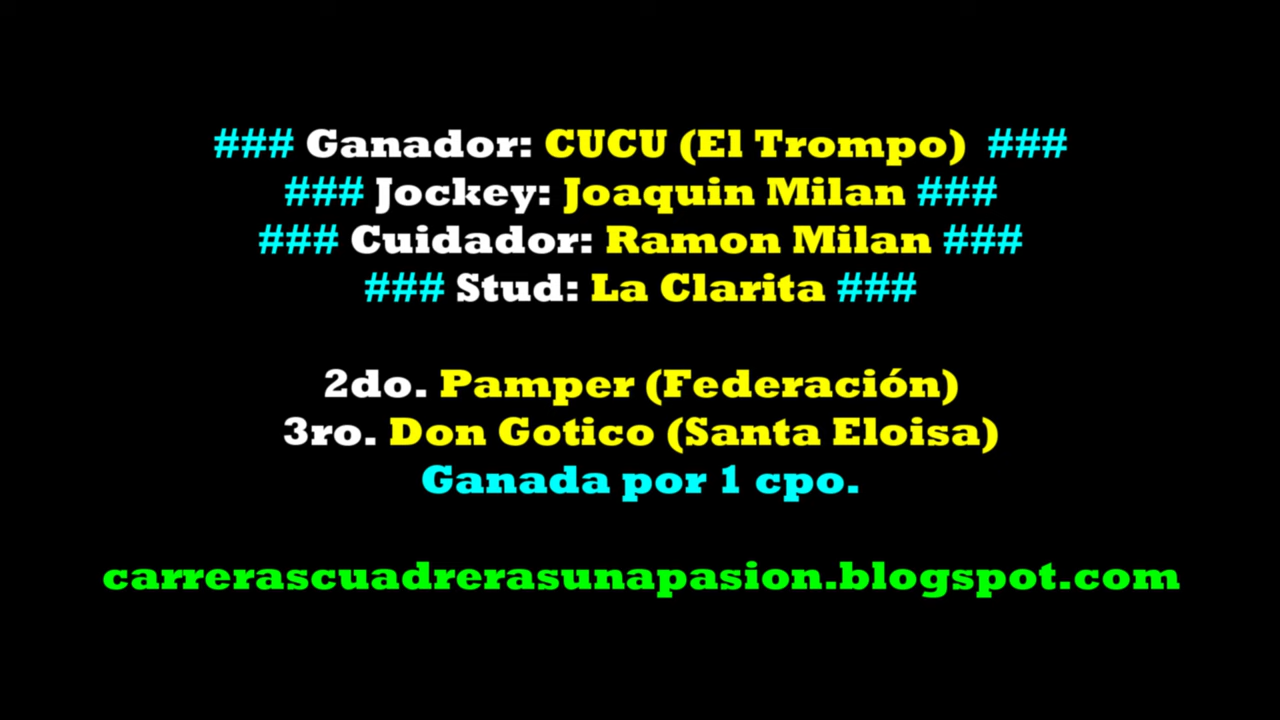 ### Ganador: CUCU (El Trompo) ###
### Jockey: Joaquin Milan ###
### Cuidador: Ramon Milan ###
### Stud: La Clarita ###
2do. Pamper (Federación)
3ro. Don Gotico (Santa Eloisa)
Ganada por 1 cpo.
carrerascuadrerasunapasion.blogspot.com